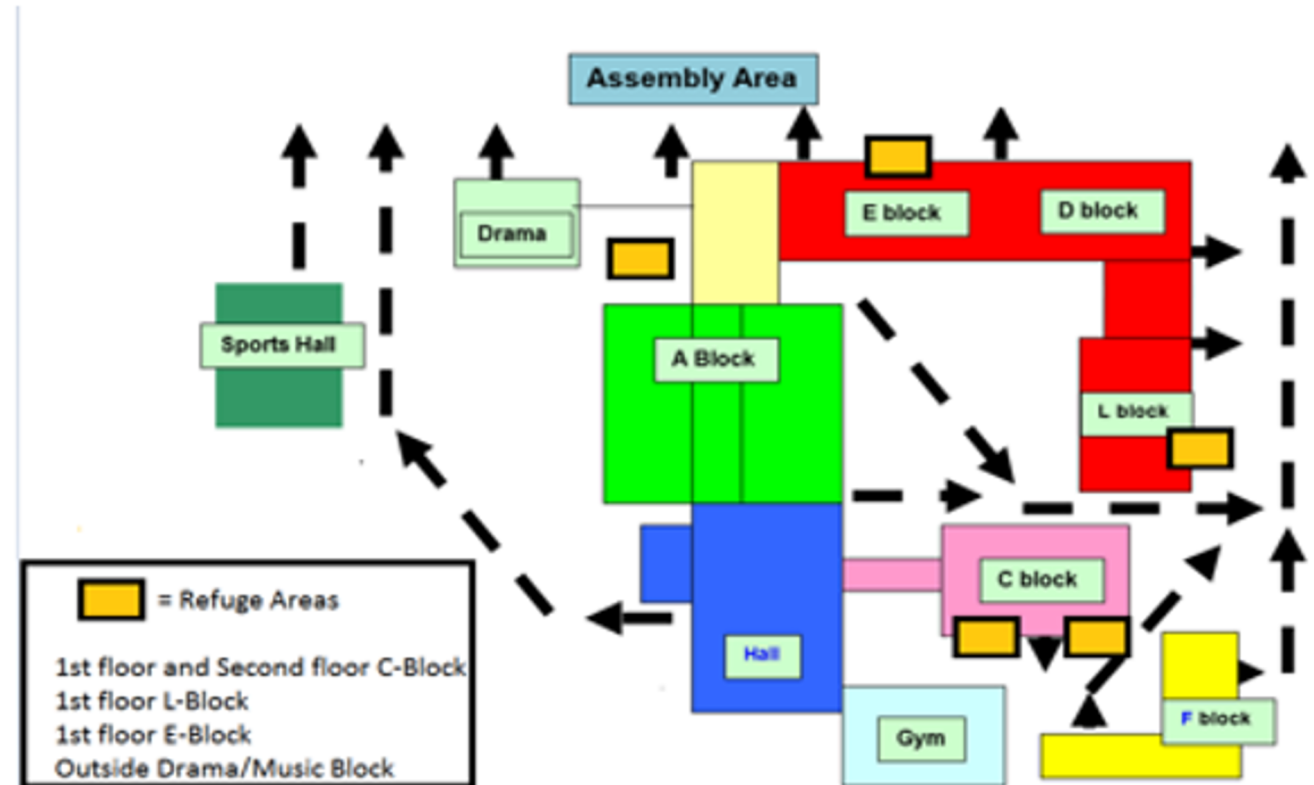 Assembly Area
E block
D block
Drama
Sports Hall
A Block
L block
C block
= Refuge Areas
Hall
1st floor and Second floor C-Block
1st floor L-Block
F block
1st floor E-Block
Gym
Outside Drama/Music Block